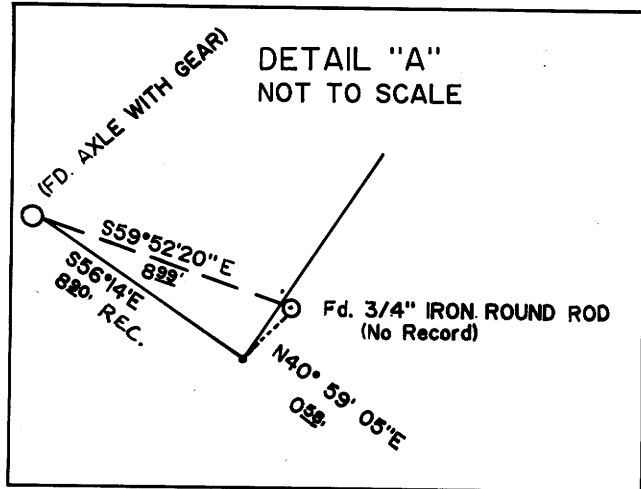 (FD. AXLE WITH GEAR)
DETAIL "A"
NOT TO SCALE
S59°52'20"E
8.99'
S56°14'E
8.90' REC.
Fd. 3/4" IRON ROUND ROD
(No Record)
N40° 59' 05"E
0.58'